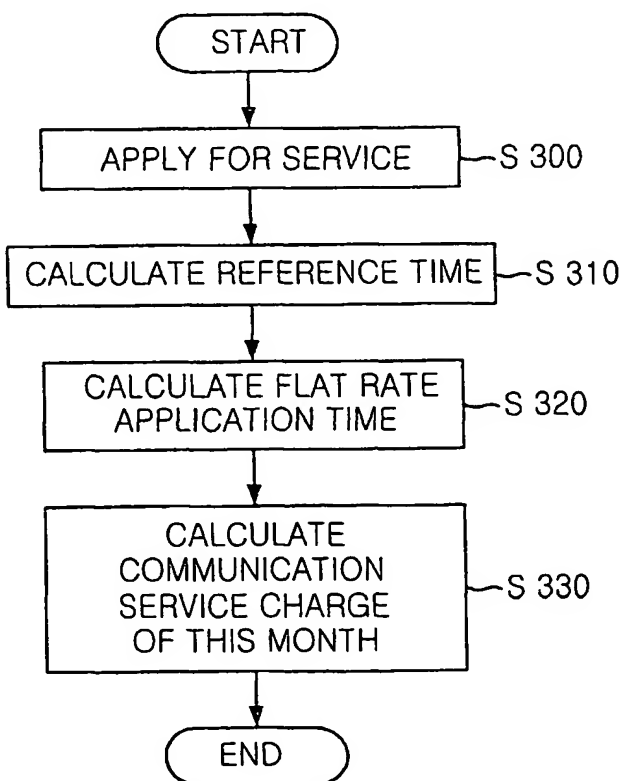 START
APPLY FOR SERVICE
S 300
CALCULATE REFERENCE TIME
S 310
CALCULATE FLAT RATE
APPLICATION TIME
S 320
CALCULATE
COMMUNICATION
SERVICE CHARGE
OF THIS MONTH
S 330
END